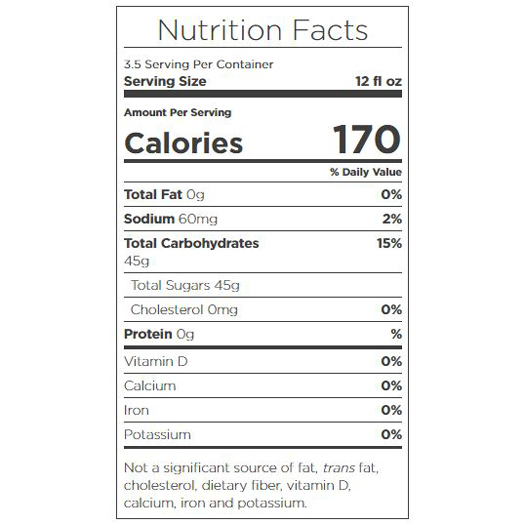 Nutrition Facts
3.5 Serving Per Container
Serving Size 12 fl oz
Amount Per Serving
Calories 170
% Daily Value
Total Fat 0g 0%
Sodium 60mg 2%
Total Carbohydrates 15%
45g
Total Sugars 45g
Cholesterol 0mg 0%
Protein 0g %
Vitamin D 0%
Calcium 0%
Iron 0%
Potassium 0%
Not a significant source of fat, trans fat,
cholesterol, dietary fiber, vitamin D,
calcium, iron and potassium.